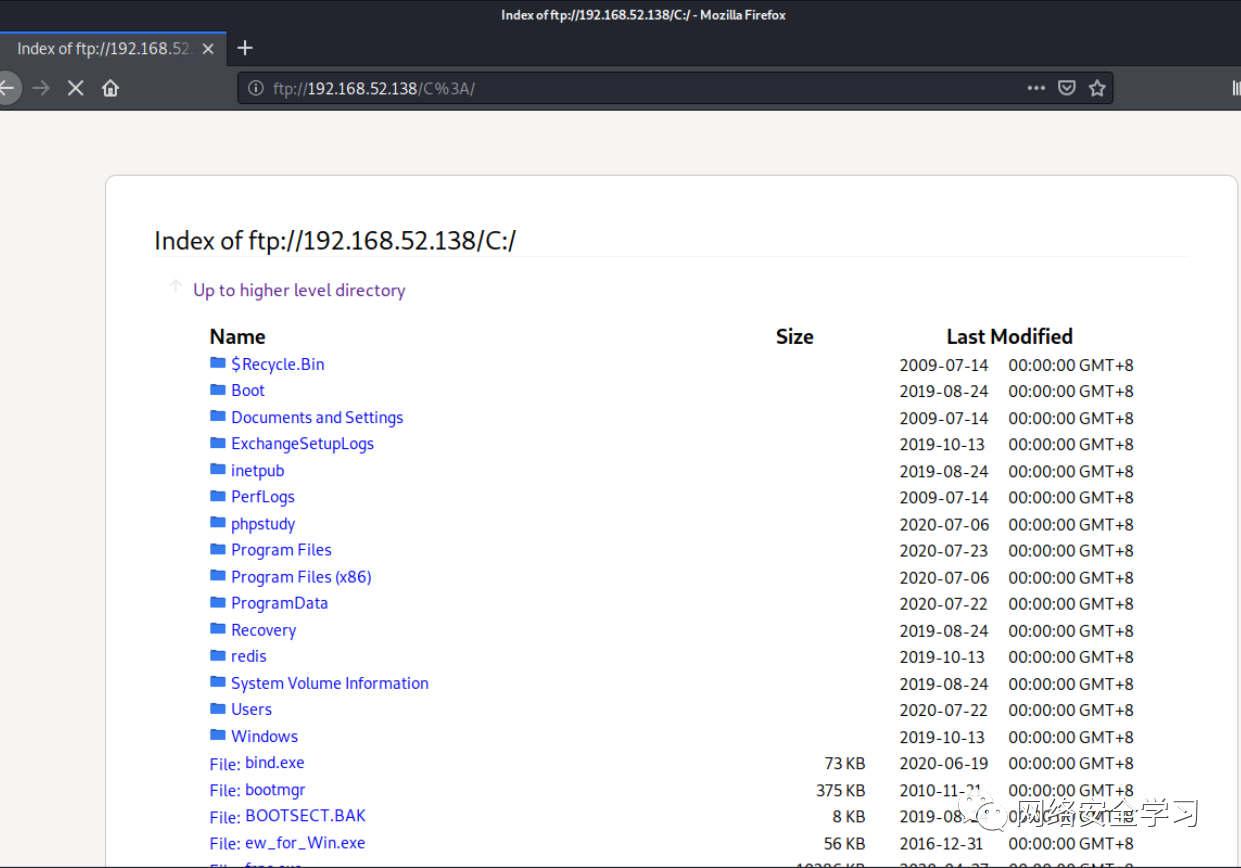 Index of ftp://192.168.52.138/C:/ - Mozilla Firefox
Index of ftp://192.168.52.
ftp://192.168.52.138/C%3A/
Index of ftp://192.168.52.138/C:/
Up to higher level directory
Name Size Last Modified
$Recycle.Bin 2009-07-14 00:00:00 GMT+8
Boot 2019-08-24 00:00:00 GMT+8
Documents and Settings 2009-07-14 00:00:00 GMT+8
ExchangeSetupLogs 2019-10-13 00:00:00 GMT+8
inetpub 2019-08-24 00:00:00 GMT+8
PerfLogs 2009-07-14 00:00:00 GMT+8
phpstudy 2020-07-06 00:00:00 GMT+8
Program Files 2020-07-23 00:00:00 GMT+8
Program Files (x86) 2020-07-06 00:00:00 GMT+8
ProgramData 2020-07-22 00:00:00 GMT+8
Recovery 2019-08-24 00:00:00 GMT+8
redis 2019-10-13 00:00:00 GMT+8
System Volume Information 2019-08-24 00:00:00 GMT+8
Users 2020-07-22 00:00:00 GMT+8
Windows 2019-10-13 00:00:00 GMT+8
File: bind.exe 73 KB 2020-06-19 00:00:00 GMT+8
File: bootmgr 375 KB 2010-11-21 00:00:00 GMT+8
File: BOOTSECT.BAK 8 KB 2019-08-24 00:00:00 GMT+8
网络安全学习
File: ew_for_Win.exe 56 KB 2016-12-31 00:00:00 GMT+8